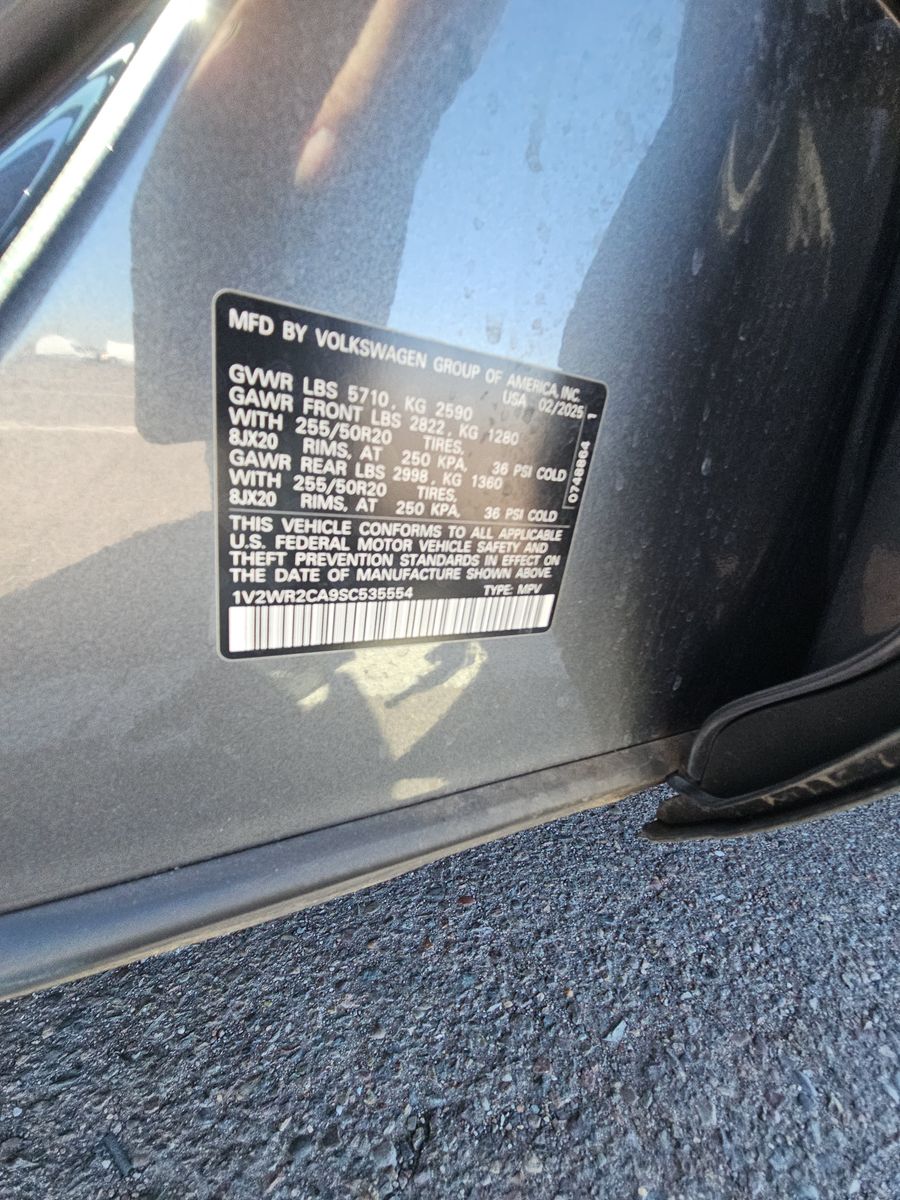 MFD BY VOLKSWAGEN GROUP OF AMERICA, INC.
USA 02/2025
GVWR LBS 5710, KG 2590
GAWR FRONT LBS 2822, KG 1280
WITH 255/50R20 TIRES,
8JX20 RIMS, AT 250 KPA, 36 PSI COLD
GAWR REAR LBS 2998, KG 1360
WITH 255/50R20 TIRES,
8JX20 RIMS, AT 250 KPA, 36 PSI COLD
0748864 1
THIS VEHICLE CONFORMS TO ALL APPLICABLE
U.S. FEDERAL MOTOR VEHICLE SAFETY AND
THEFT PREVENTION STANDARDS IN EFFECT ON
THE DATE OF MANUFACTURE SHOWN ABOVE.
1V2WR2CA9SC535554 TYPE: MPV